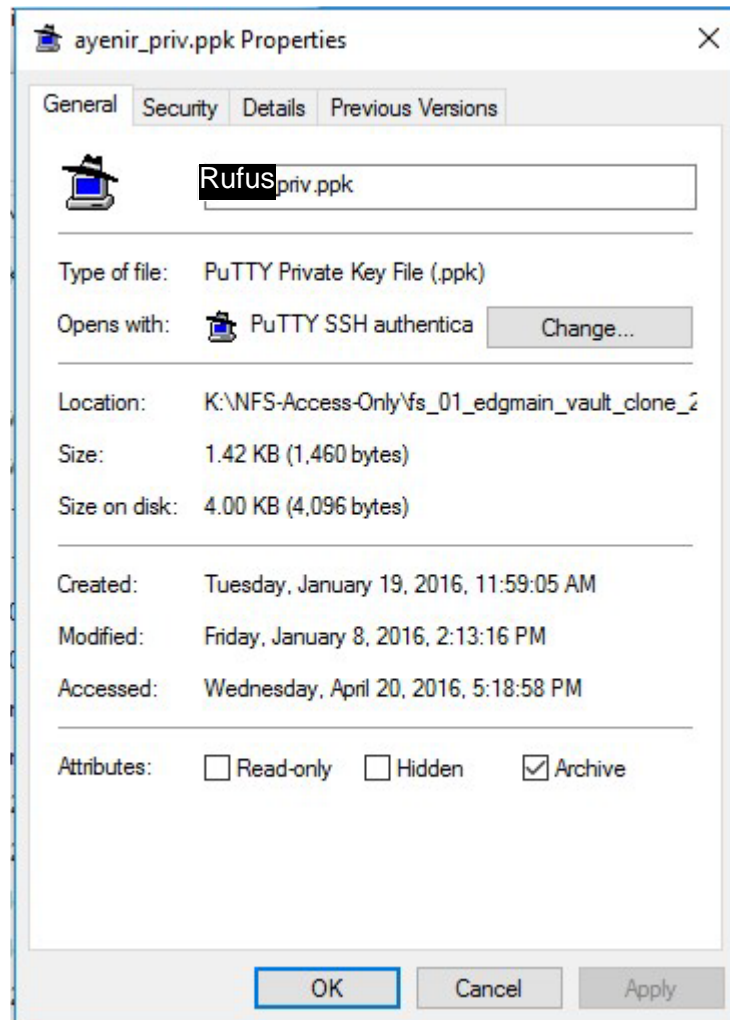 ayenir_priv.ppk Properties
General Security Details Previous Versions
Rufus priv.ppk
Type of file: PuTTY Private Key File (.ppk)
Opens with: PuTTY SSH authentica Change...
Location: K:\NFS-Access-Only\fs_01_edgmain_vault_clone_2
Size: 1.42 KB (1,460 bytes)
Size on disk: 4.00 KB (4,096 bytes)
Created: Tuesday, January 19, 2016, 11:59:05 AM
Modified: Friday, January 8, 2016, 2:13:16 PM
Accessed: Wednesday, April 20, 2016, 5:18:58 PM
Attributes: Read-only Hidden Archive
OK Cancel Apply